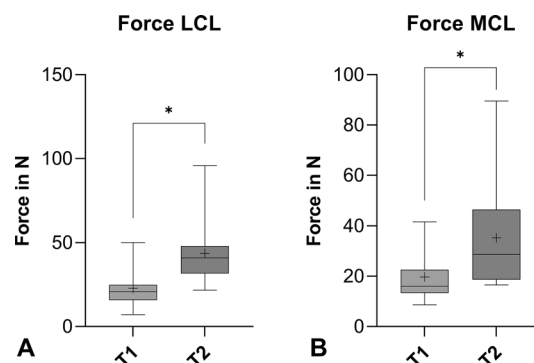 Force LCL
150
100
50
0
Force in N
*
T1
T2
A
Force MCL
100
80
60
40
20
0
Force in N
*
T1
T2
B